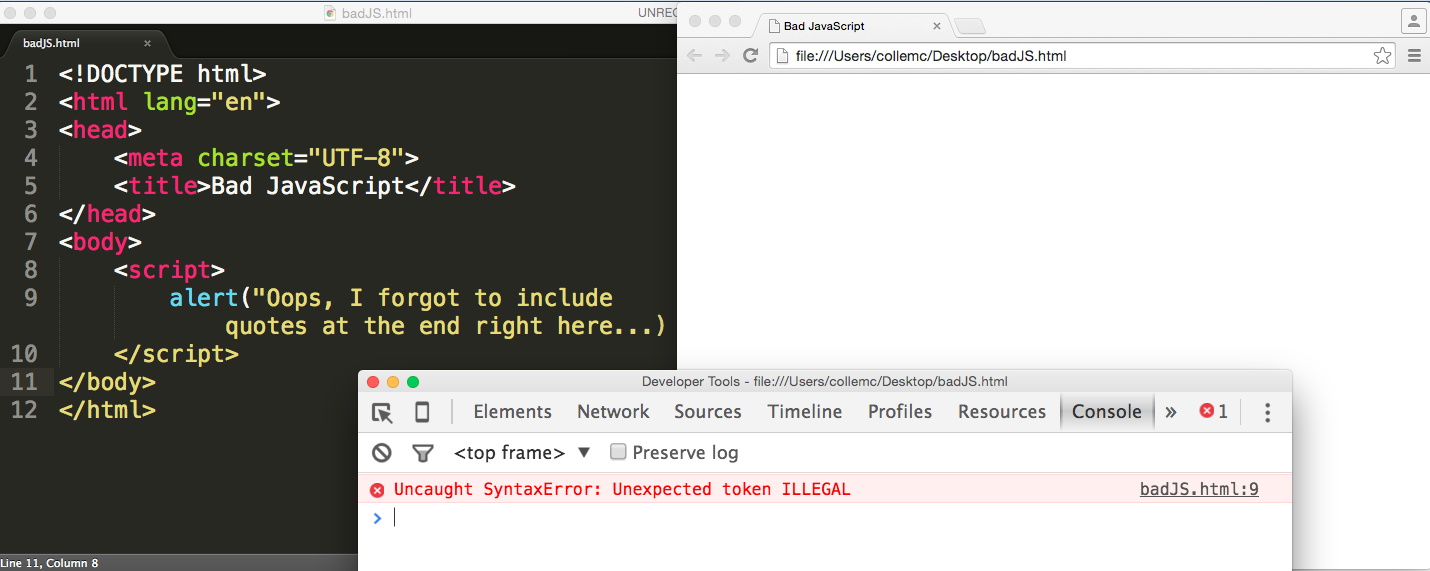 badJS.html
UNREG
badJS.html ×
1 <!DOCTYPE html>
2 <html lang="en">
3 <head>
4 <meta charset="UTF-8">
5 <title>Bad JavaScript</title>
6 </head>
7 <body>
8 <script>
9 alert("Oops, I forgot to include
quotes at the end right here...)
10 </script>
11 </body>
12 </html>
Line 11, Column 8
Bad JavaScript ×
file:///Users/collemc/Desktop/badJS.html
Developer Tools - file:///Users/collemc/Desktop/badJS.html
Elements Network Sources Timeline Profiles Resources Console » 1
<top frame> ▼ Preserve log
Uncaught SyntaxError: Unexpected token ILLEGAL badJS.html:9
>